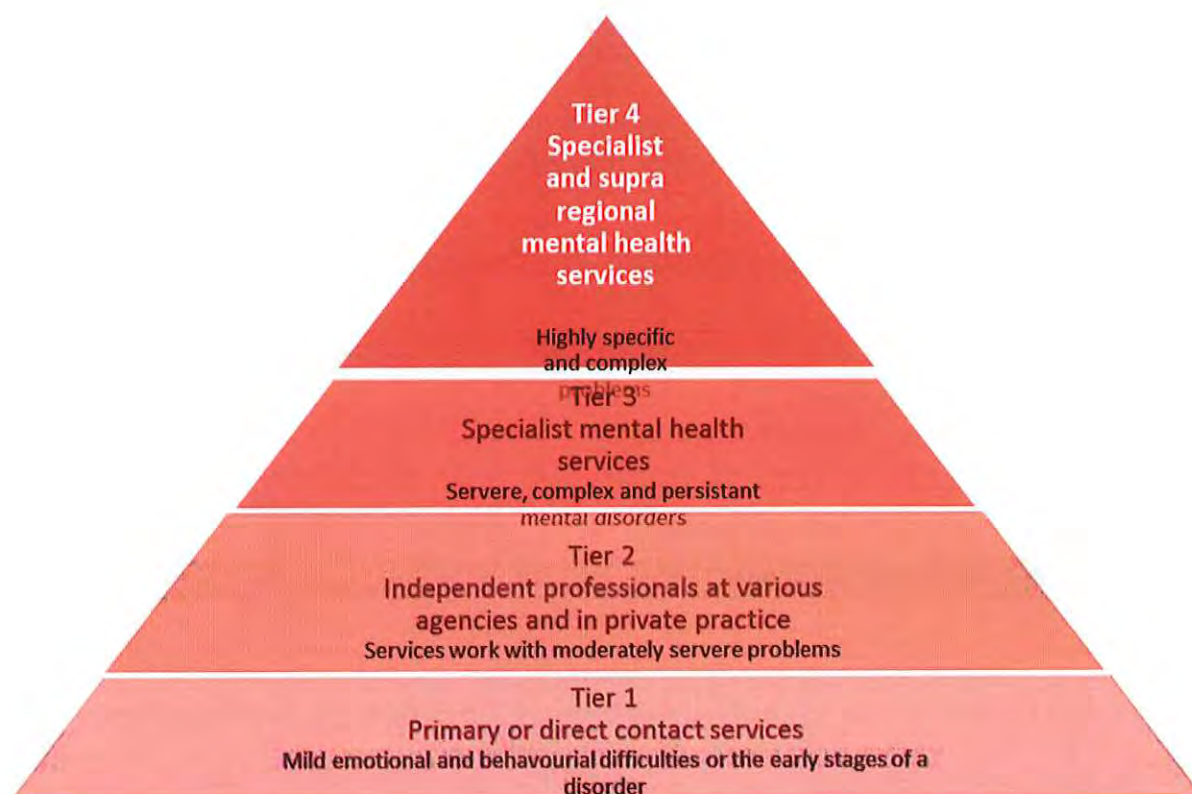 Tier 4
Specialist
and supra
regional
mental health
services
Highly specific
and complex
problems
Tier 3
Specialist mental health
services
Servere, complex and persistant
mental disorders
Tier 2
Independent professionals at various
agencies and in private practice
Services work with moderately servere problems
Tier 1
Primary or direct contact services
Mild emotional and behavourial difficulties or the early stages of a
disorder